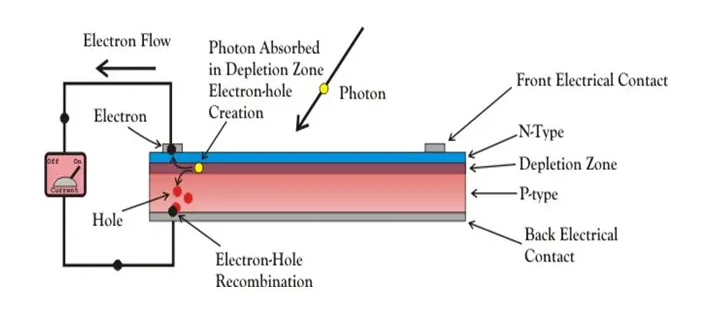 Electron Flow
Photon Absorbed
in Depletion Zone
Electron-hole
Creation
Photon
Front Electrical Contact
Electron
N-Type
Depletion Zone
P-type
Off On
Current
Hole
Back Electrical
Contact
Electron-Hole
Recombination